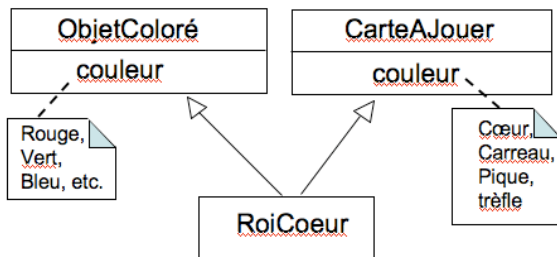 ObjetColoré
couleur
CarteAJouer
couleur
Rouge,
Vert,
Bleu, etc.
Cœur,
Carreau,
Pique,
trèfle
RoiCoeur